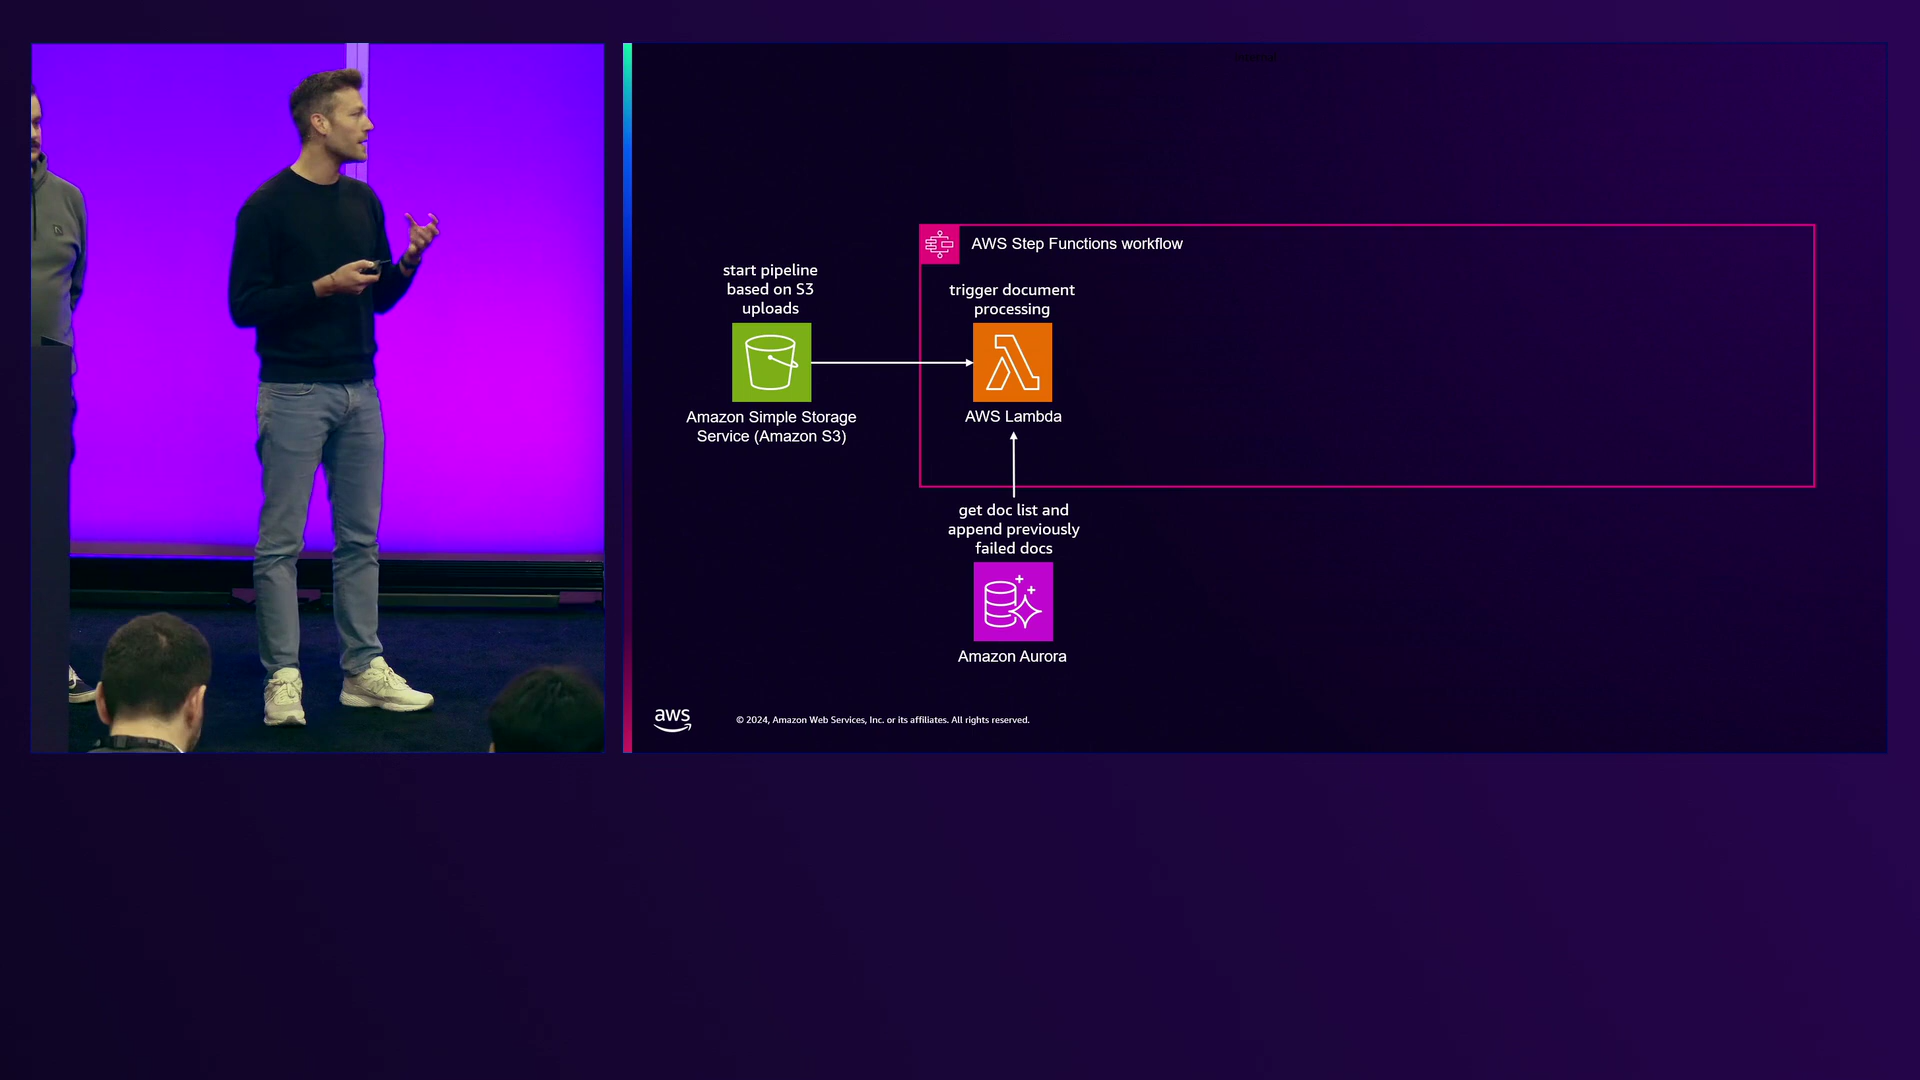 AWS Step Functions workflow
start pipeline
based on S3
uploads
trigger document
processing
Amazon Simple Storage
Service (Amazon S3)
AWS Lambda
get doc list and
append previously
failed docs
Amazon Aurora
aws
© 2024, Amazon Web Services, Inc. or its affiliates. All rights reserved.